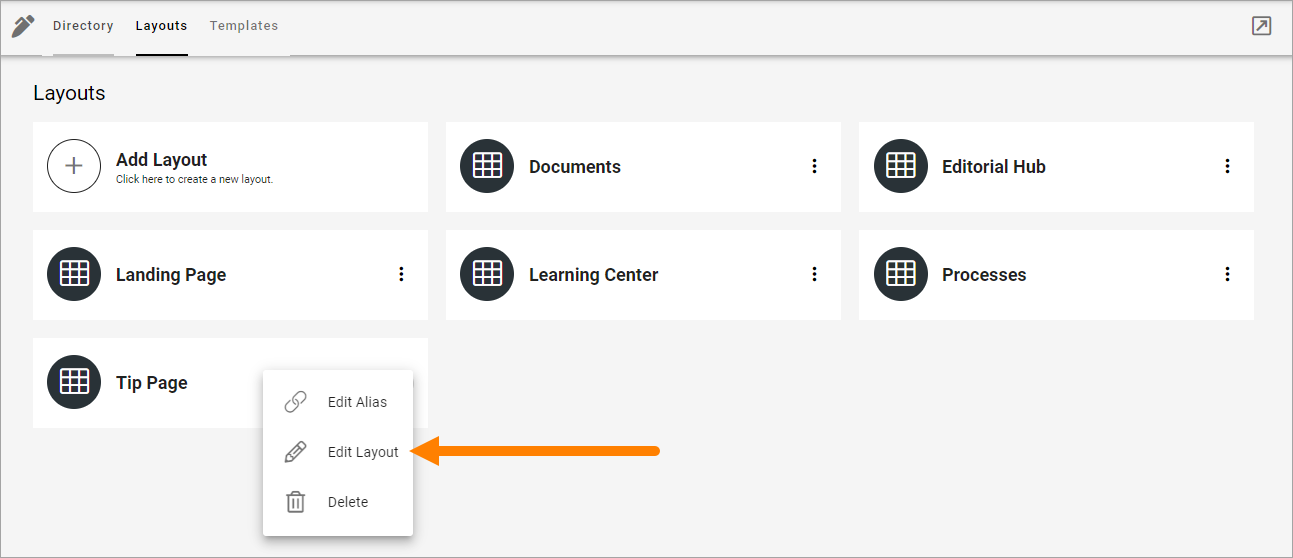 Directory
Layouts
Templates
Layouts
Add Layout
Click here to create a new layout.
Documents
Editorial Hub
Landing Page
Learning Center
Processes
Tip Page
Edit Alias
Edit Layout
Delete